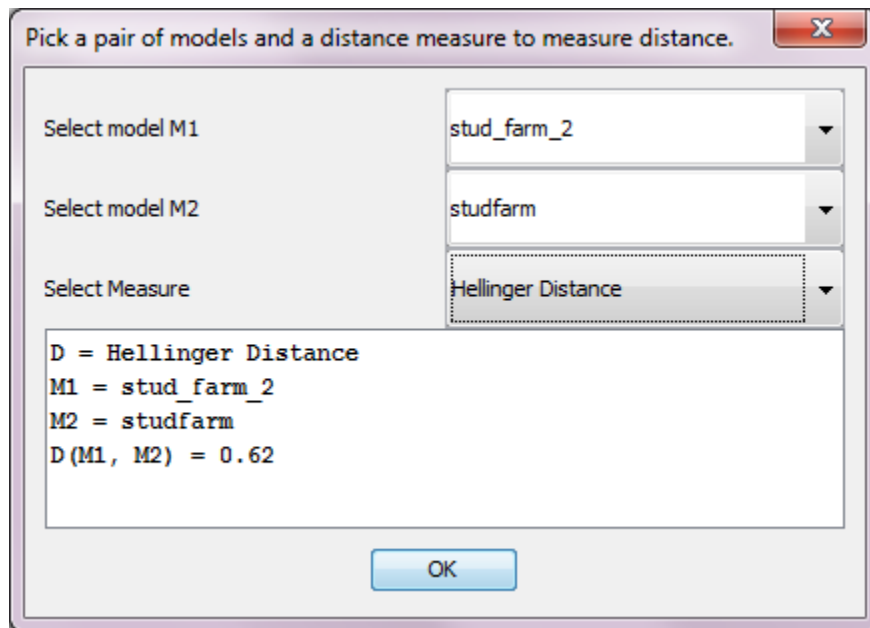 Pick a pair of models and a distance measure to measure distance.
Select model M1
stud_farm_2
Select model M2
studfarm
Select Measure
Hellinger Distance
D = Hellinger Distance
M1 = stud_farm_2
M2 = studfarm
D(M1, M2) = 0.62
OK